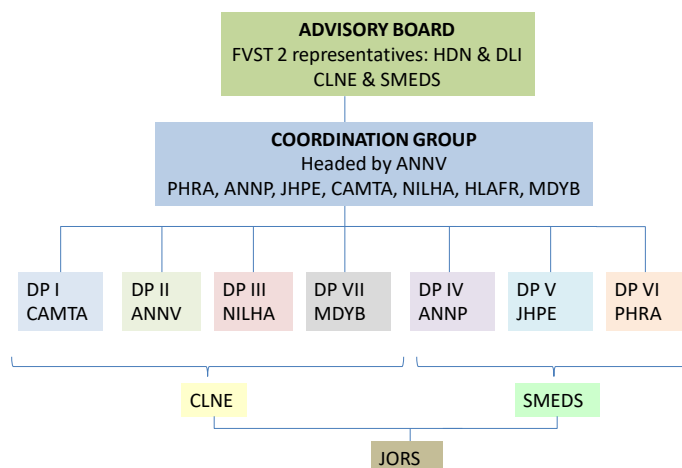 ADVISORY BOARD
FVST 2 representatives: HDN & DLI
CLNE & SMEDS
COORDINATION GROUP
Headed by ANNV
PHRA, ANNP, JHPE, CAMTA, NILHA, HLAFR, MDYB
DP I
CAMTA
DP II
ANNV
DP III
NILHA
DP VII
MDYB
DP IV
ANNP
DP V
JHPE
DP VI
PHRA
CLNE
SMEDS
JORS